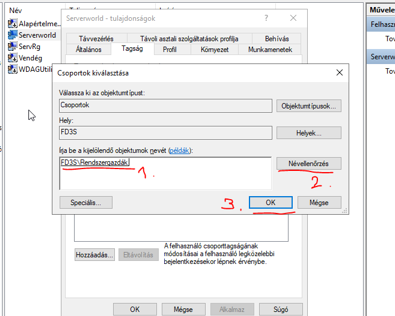 Név
Serverworld - tulajdonságok
Művele
Alapértelme...
Serverworld
ServRg
Vendég
WDAGUtili
Távvezérlés
Távoli asztali szolgáltatások profilja
Behívás
Általános
Tagság
Profil
Környezet
Munkamenetek
Felhasz
Tov
Serverw
Tov
Csoportok kiválasztása
Válassza ki az objektumtípust:
Csoportok
Objektumtípusok...
Hely:
FD3S
Helyek...
Írja be a kijelölendő objektumok nevét (példák):
FD3S\Rendszergazdák
Névellenőrzés
1.
2.
Speciális...
3.
OK
Mégse
Hozzáadás...
Eltávolítás
A felhasználó csoporttagságának
módosításai a felhasználó legközelebbi
bejelentkezésekor lépnek érvénybe.
OK
Mégse
Alkalmaz
Súgó